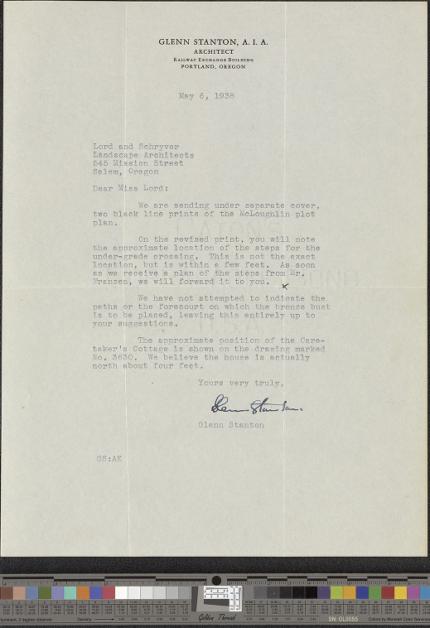 GLENN STANTON, A. I. A.
ARCHITECT
RAILWAY EXCHANGE BUILDING
PORTLAND, OREGON
May 6, 1938
Lord and Schryver
Landscape Architects
545 Mission Street
Salem, Oregon
Dear Miss Lord:
We are sending under separate cover,
two black line prints of the McLoughlin plot
plan.
On the revised print, you will note
the approximate location of the steps for the
under-grade crossing. This is not the exact
location, but is within a few feet. As soon
as we receive a plan of the steps from Mr.
Franzen, we will forward it to you.
x
We have not attempted to indicate the
paths or the forecourt on which the bronze bust
is to be placed, leaving this entirely up to
your suggestions.
The approximate position of the Care-
taker's Cottage is shown on the drawing marked
No. 3630. We believe the house is actually
north about four feet.
Yours very truly,
Glenn Stanton
Glenn Stanton
GS:AK
Golden Thread